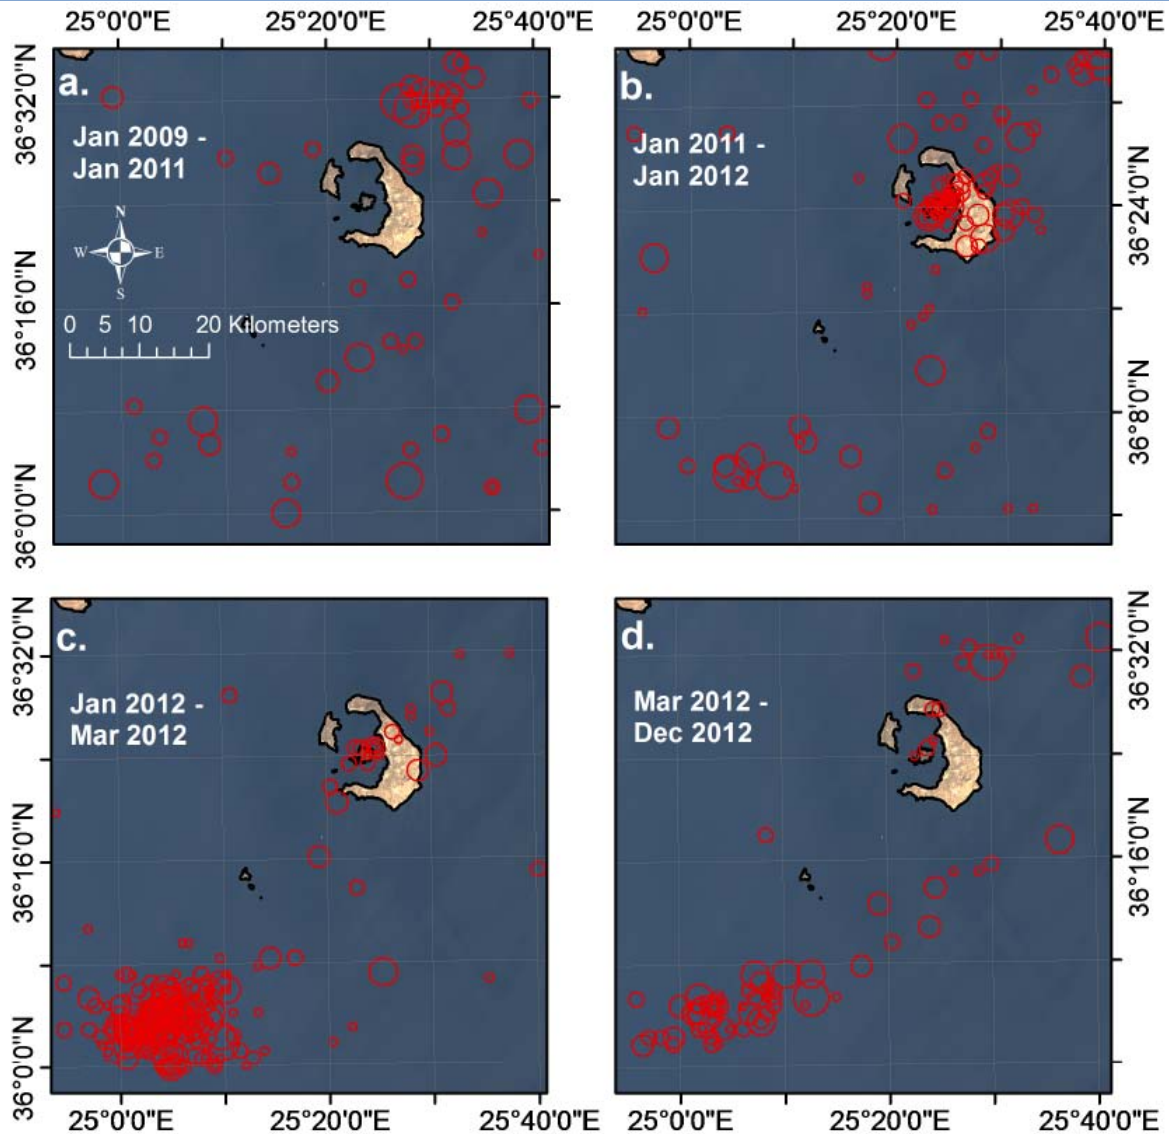 25°0'0"E 25°20'0"E 25°40'0"E 25°0'0"E 25°20'0"E 25°40'0"E
a.
Jan 2009 -
Jan 2011
N
W E
S
0 5 10 20 Kilometers
36°32'0"N
36°16'0"N
36°0'0"N
b.
Jan 2011 -
Jan 2012
36°24'0"N
36°8'0"N
c.
Jan 2012 -
Mar 2012
36°32'0"N
36°16'0"N
36°0'0"N
d.
Mar 2012 -
Dec 2012
36°32'0"N
36°16'0"N
36°0'0"N
25°0'0"E 25°20'0"E 25°40'0"E 25°0'0"E 25°20'0"E 25°40'0"E